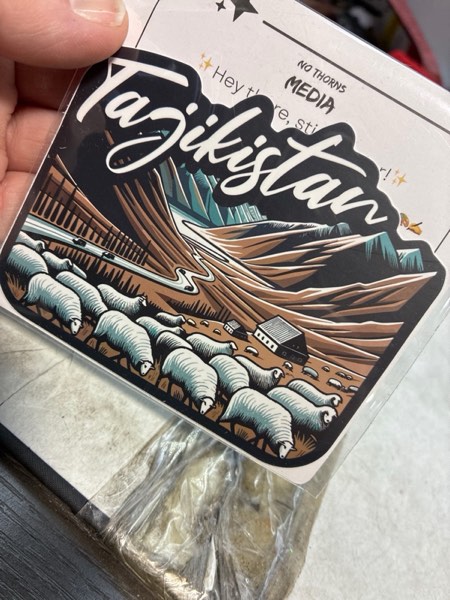 NO THORNS
MEDIA
Hey there, sti
r!
Tajikistan